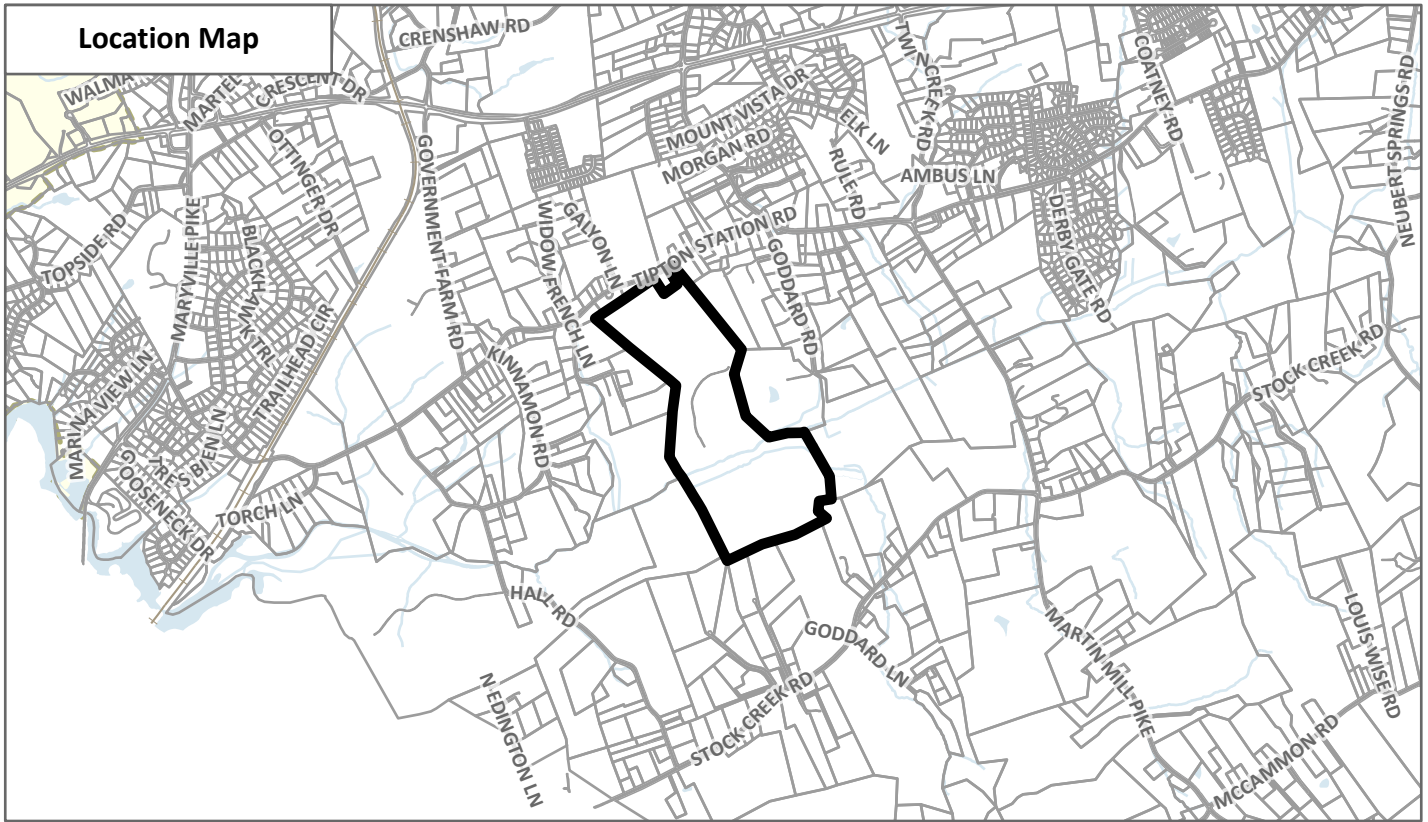 Location Map
CRENSHAW RD
WALMA
MARTEL
CRESCENT DR
OTTINGER DR
GOVERNMENT FARM RD
MOUNT VISTA DR
MORGAN RD
ELK LN
RULE RD
TWIN CREEK RD
AMBUS LN
COATNEY RD
NEUBERT SPRINGS RD
TOPSIDE RD
MARYVILLE PIKE
BLACKHAWK TRL
TRAILHEAD CIR
WIDOW FRENCH LN
GALYON LN
TIPTON STATION RD
GODDARD RD
DERBY GATE RD
KINNAMON RD
STOCK CREEK RD
MARINA VIEW LN
TRES BIEN LN
GOOSENECK DR
TORCH LN
HALL RD
GODDARD LN
MARTIN MILL PIKE
LOUIS WISE RD
N EDINGTON LN
STOCK CREEK RD
MCCAMMON RD